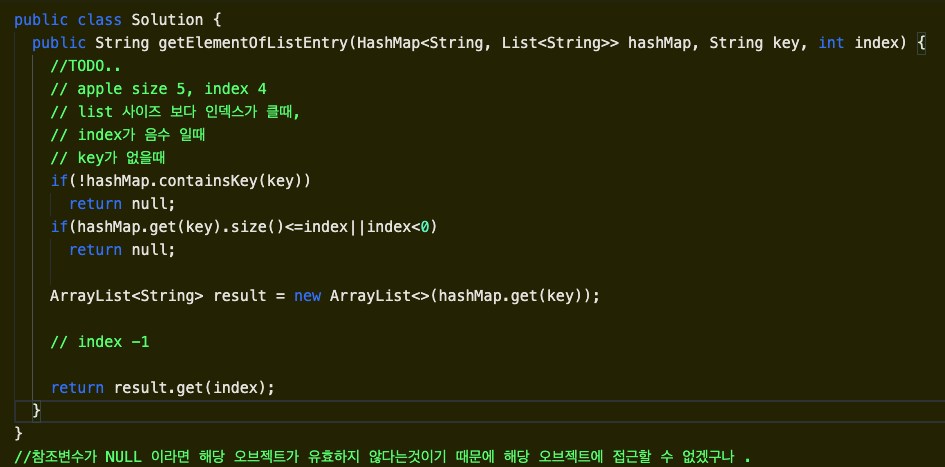 public class Solution {
public String getElementOfListEntry(HashMap<String, List<String>> hashMap, String key, int index) {
//TODO..
// apple size 5, index 4
// list 사이즈 보다 인덱스가 클때,
// index가 음수 일때
// key가 없을때
if(!hashMap.containsKey(key))
return null;
if(hashMap.get(key).size()<=index||index<0)
return null;
ArrayList<String> result = new ArrayList<>(hashMap.get(key));
// index -1
return result.get(index);
}
}
//참조변수가 NULL 이라면 해당 오브젝트가 유효하지 않다는것이기 때문에 해당 오브젝트에 접근할 수 없겠구나 .